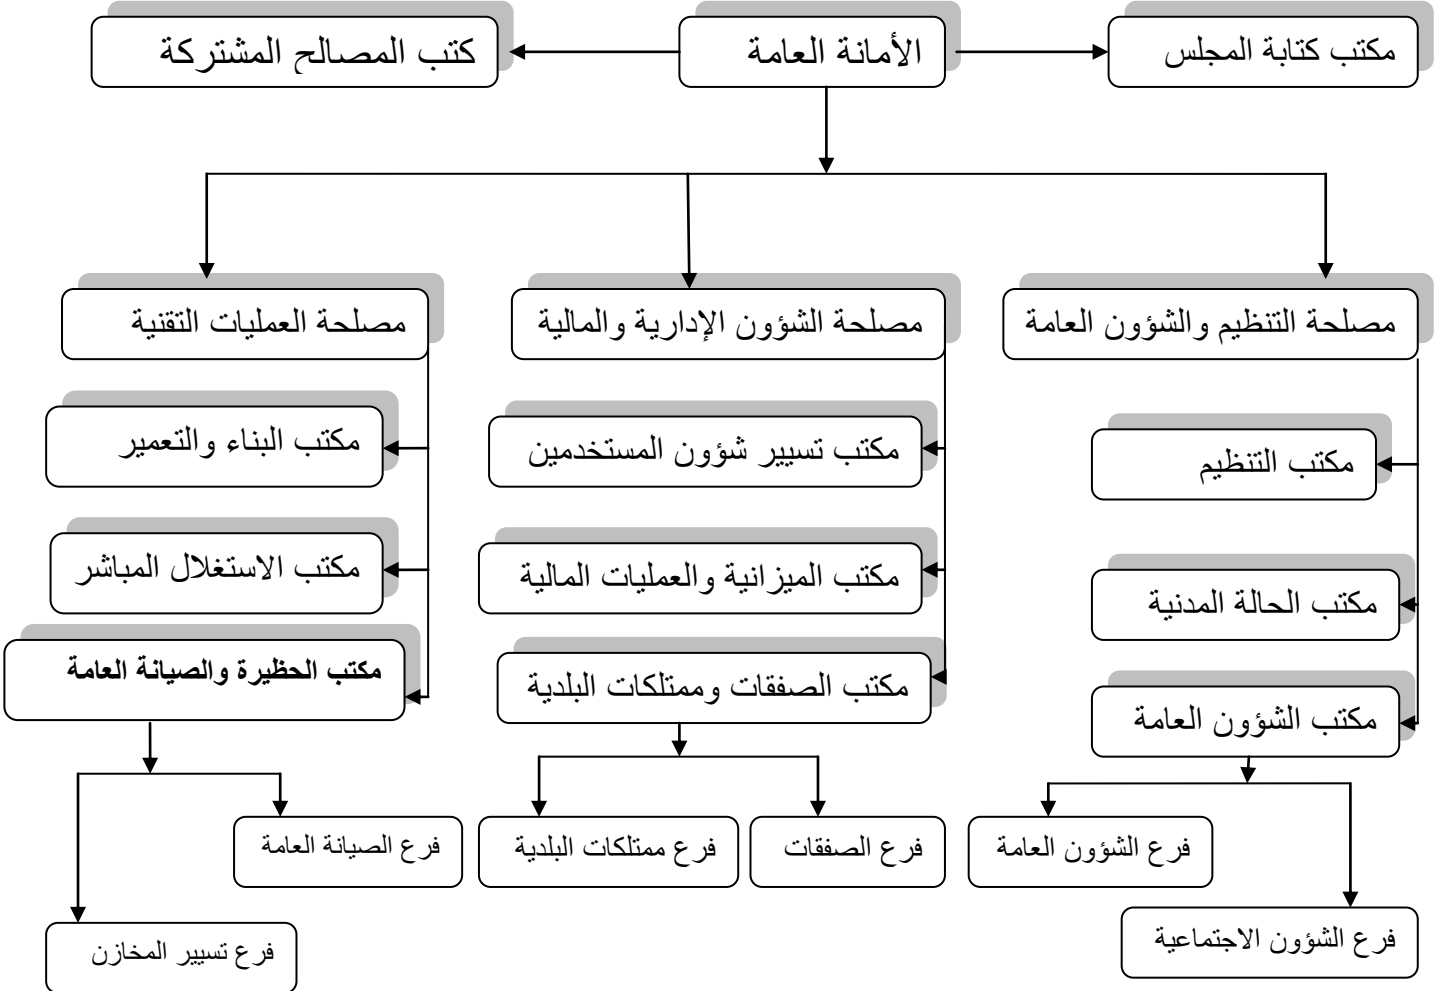 مكتب كتابة المجلس
الأمانة العامة
كتب المصالح المشتركة
مصلحة التنظيم والشؤون العامة
مصلحة الشؤون الإدارية والمالية
مصلحة العمليات التقنية
مكتب التنظيم
مكتب تسيير شؤون المستخدمين
مكتب البناء والتعمير
مكتب الحالة المدنية
مكتب الميزانية والعمليات المالية
مكتب الاستغلال المباشر
مكتب الشؤون العامة
مكتب الصفقات وممتلكات البلدية
مكتب الحظيرة والصيانة العامة
فرع الشؤون العامة
فرع الصفقات
فرع ممتلكات البلدية
فرع الصيانة العامة
فرع الشؤون الاجتماعية
فرع تسيير المخازن